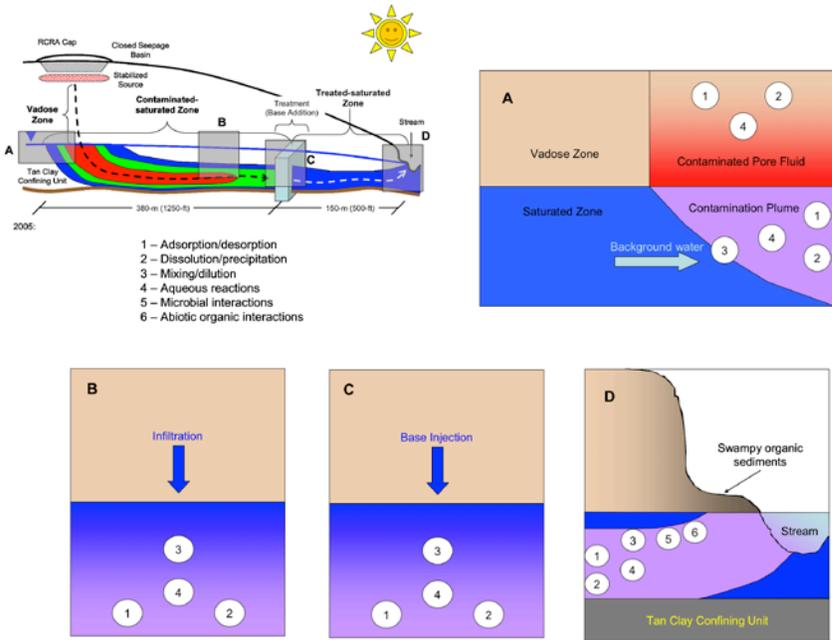 RCRA Cap
Closed Seepage
Basin
Stabilized
Source
Vadose
Zone
Contaminated-
saturated Zone
Treatment
(Base Addition)
Treated-saturated
Zone
Stream
A
B
C
D
Tan Clay
Confining Unit
380-m (1250-ft)
150-m (500-ft)
2005:
1 – Adsorption/desorption
2 – Dissolution/precipitation
3 – Mixing/dilution
4 – Aqueous reactions
5 – Microbial interactions
6 – Abiotic organic interactions
A
1
2
4
Vadose Zone
Contaminated Pore Fluid
Saturated Zone
Contamination Plume
1
Background water
3
4
2
B
Infiltration
3
4
1
2
C
Base Injection
3
4
1
2
D
Swampy organic
sediments
Stream
1
3
5
6
2
4
Tan Clay Confining Unit